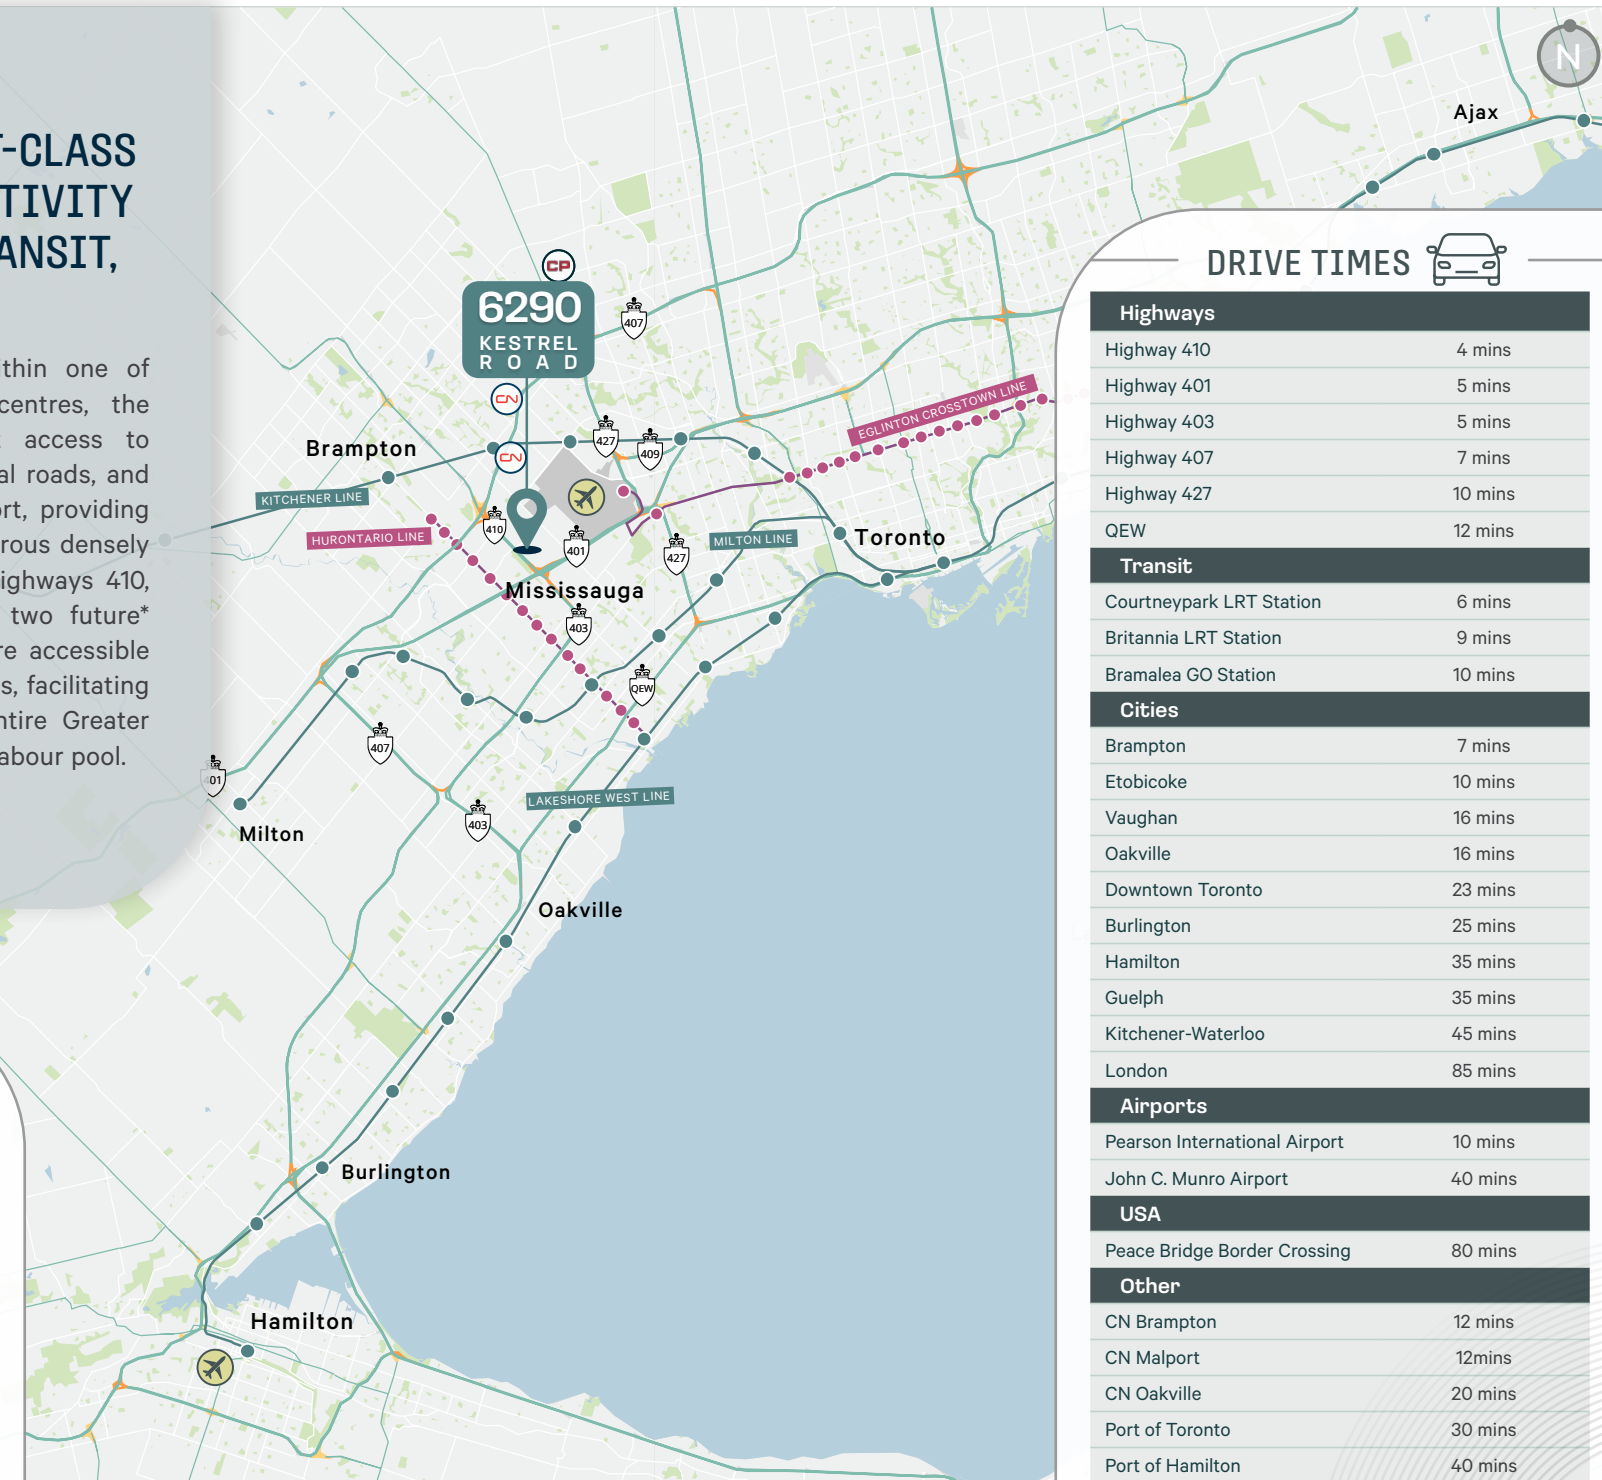 -CLASS
TIVITY
ANSIT,
thin one of
centres, the
access to
al roads, and
ort, providing
rous densely
ighways 410,
two future*
re accessible
s, facilitating
ntire Greater
abour pool.
N
Ajax
CP
6290
KESTREL
ROAD
407
CN
Brampton
427
409
CN
KITCHENER LINE
EGLINTON CROSSTOWN LINE
HURONTARIO LINE
410
401
427
MILTON LINE
Toronto
Mississauga
403
QEW
407
401
Milton
403
LAKESHORE WEST LINE
Oakville
Burlington
Hamilton
DRIVE TIMES
Highways
Highway 410 4 mins
Highway 401 5 mins
Highway 403 5 mins
Highway 407 7 mins
Highway 427 10 mins
QEW 12 mins
Transit
Courtneypark LRT Station 6 mins
Britannia LRT Station 9 mins
Bramalea GO Station 10 mins
Cities
Brampton 7 mins
Etobicoke 10 mins
Vaughan 16 mins
Oakville 16 mins
Downtown Toronto 23 mins
Burlington 25 mins
Hamilton 35 mins
Guelph 35 mins
Kitchener-Waterloo 45 mins
London 85 mins
Airports
Pearson International Airport 10 mins
John C. Munro Airport 40 mins
USA
Peace Bridge Border Crossing 80 mins
Other
CN Brampton 12 mins
CN Malport 12mins
CN Oakville 20 mins
Port of Toronto 30 mins
Port of Hamilton 40 mins